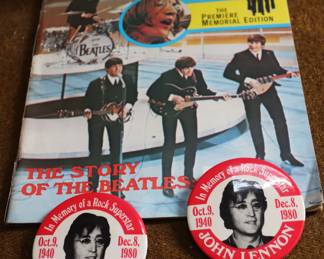 THE
BEATLES
THE
PREMIÈRE
MEMORIAL EDITION
THE STORY
OF THE BEATLES
In Memory of a Rock Superstar
Oct.9,
1940
Dec.8,
1980
In Memory of a Rock Superstar
Oct.9,
1940
Dec.8,
1980
JOHN LENNON